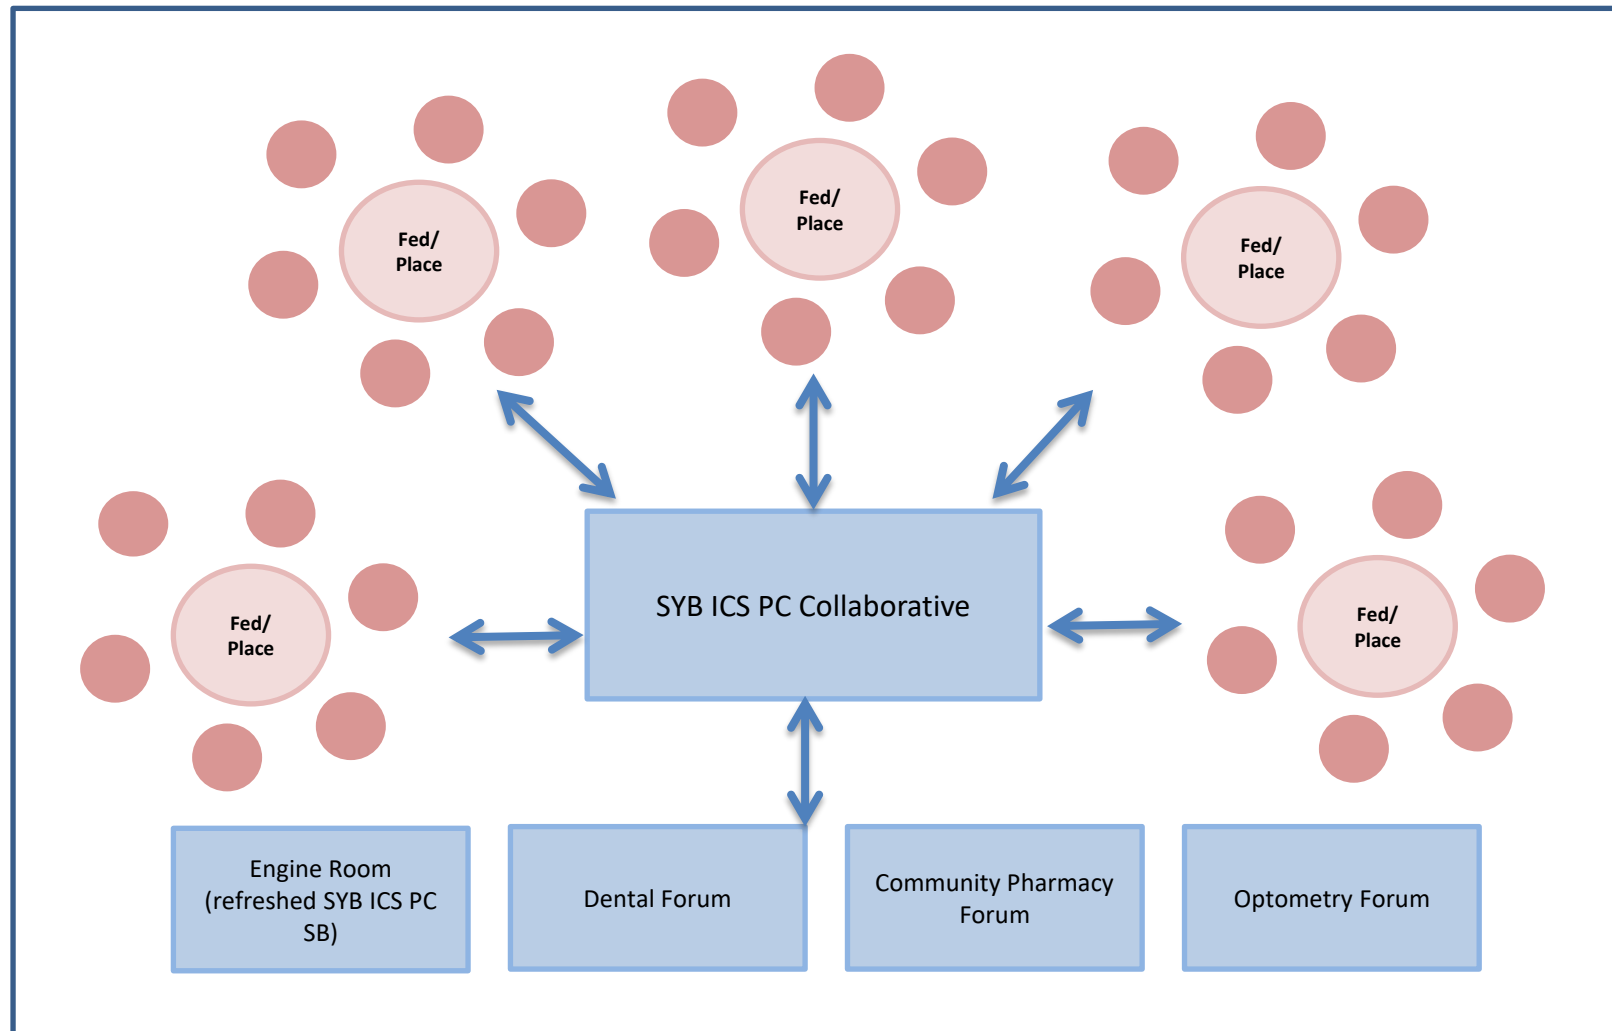 Fed/
Place
Fed/
Place
Fed/
Place
Fed/
Place
SYB ICS PC Collaborative
Fed/
Place
Engine Room
(refreshed SYB ICS PC
SB)
Dental Forum
Community Pharmacy
Forum
Optometry Forum